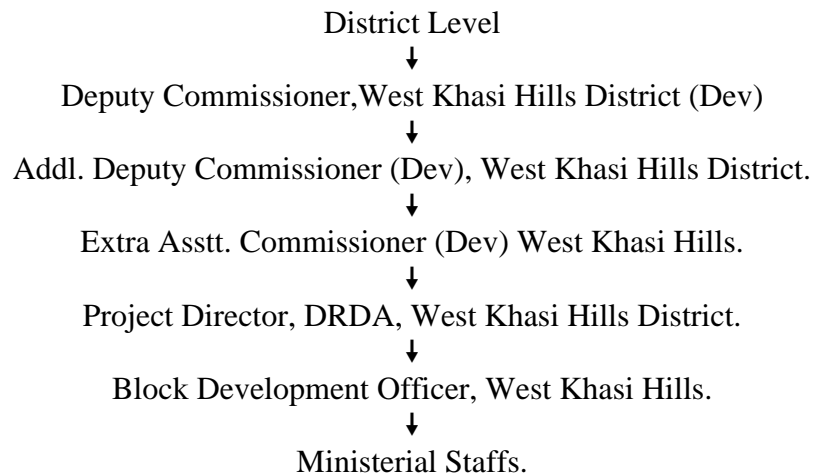 District Level
Deputy Commissioner,West Khasi Hills District (Dev)
Addl. Deputy Commissioner (Dev), West Khasi Hills District.
Extra Asstt. Commissioner (Dev) West Khasi Hills.
Project Director, DRDA, West Khasi Hills District.
Block Development Officer, West Khasi Hills.
Ministerial Staffs.